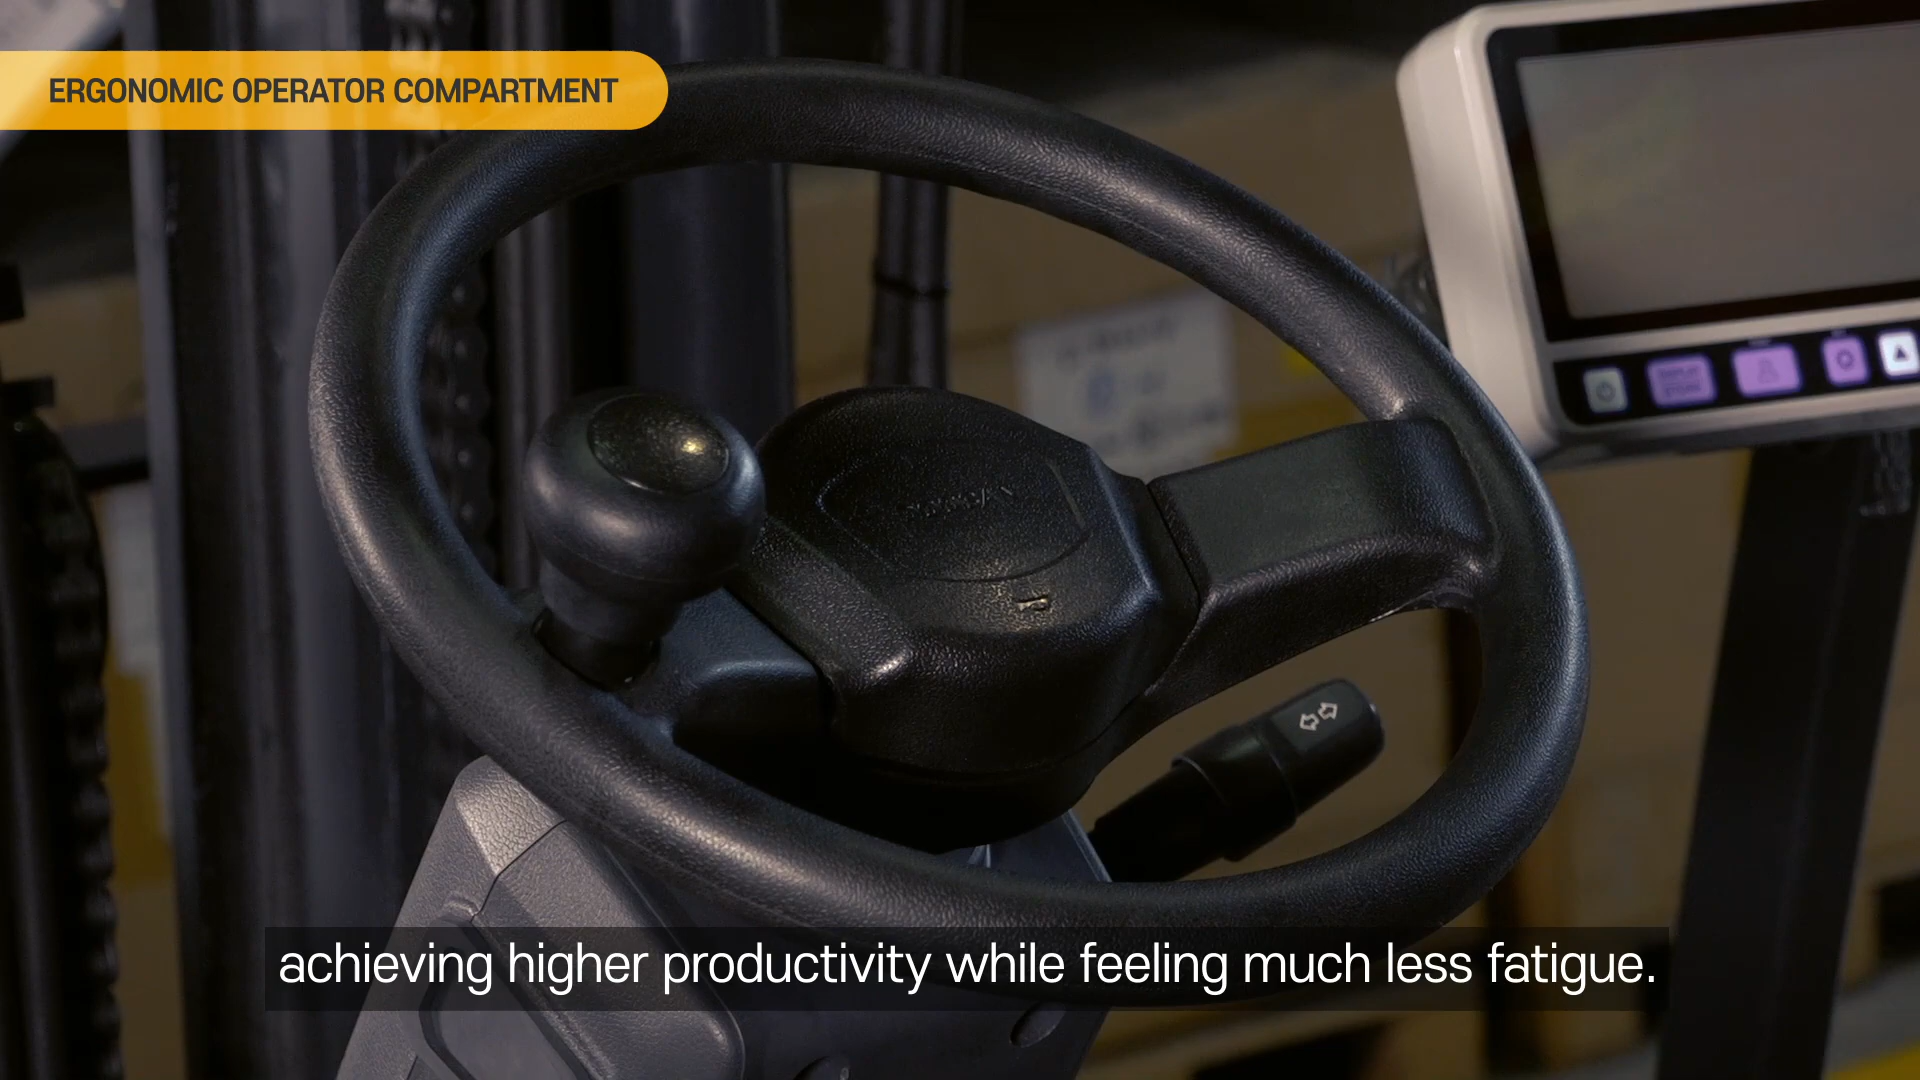 ERGONOMIC OPERATOR COMPARTMENT
achieving higher productivity while feeling much less fatigue.